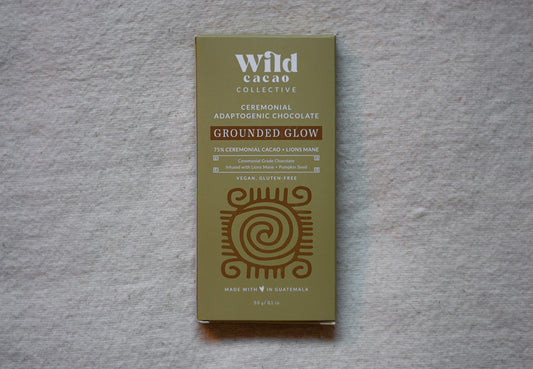 Wild
cacao
COLLECTIVE
CEREMONIAL
ADAPTOGENIC CHOCOLATE
GROUNDED GLOW
75% CEREMONIAL CACAO + LIONS MANE
Ceremonial Grade Chocolate
Infused with Lions Mane + Pumpkin Seed
VEGAN, GLUTEN-FREE
MADE WITH IN GUATEMALA